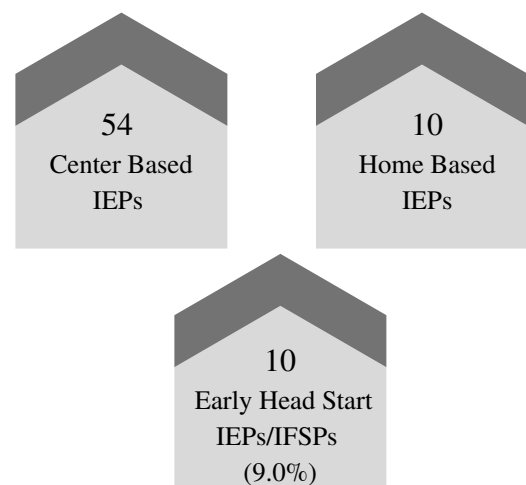 54
Center Based
IEPs
10
Home Based
IEPs
10
Early Head Start
IEPs/IFSPs
(9.0%)